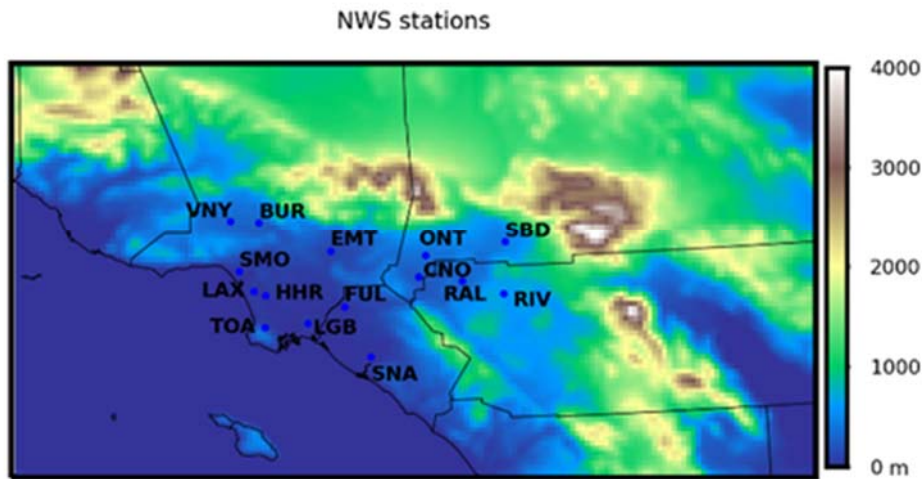 NWS stations
4000
3000
2000
1000
0 m
VNY
BUR
SBD
EMT
ONT
SMO
CNO
LAX
HHR
FUL
RAL
RIV
TOA
LGB
SNA